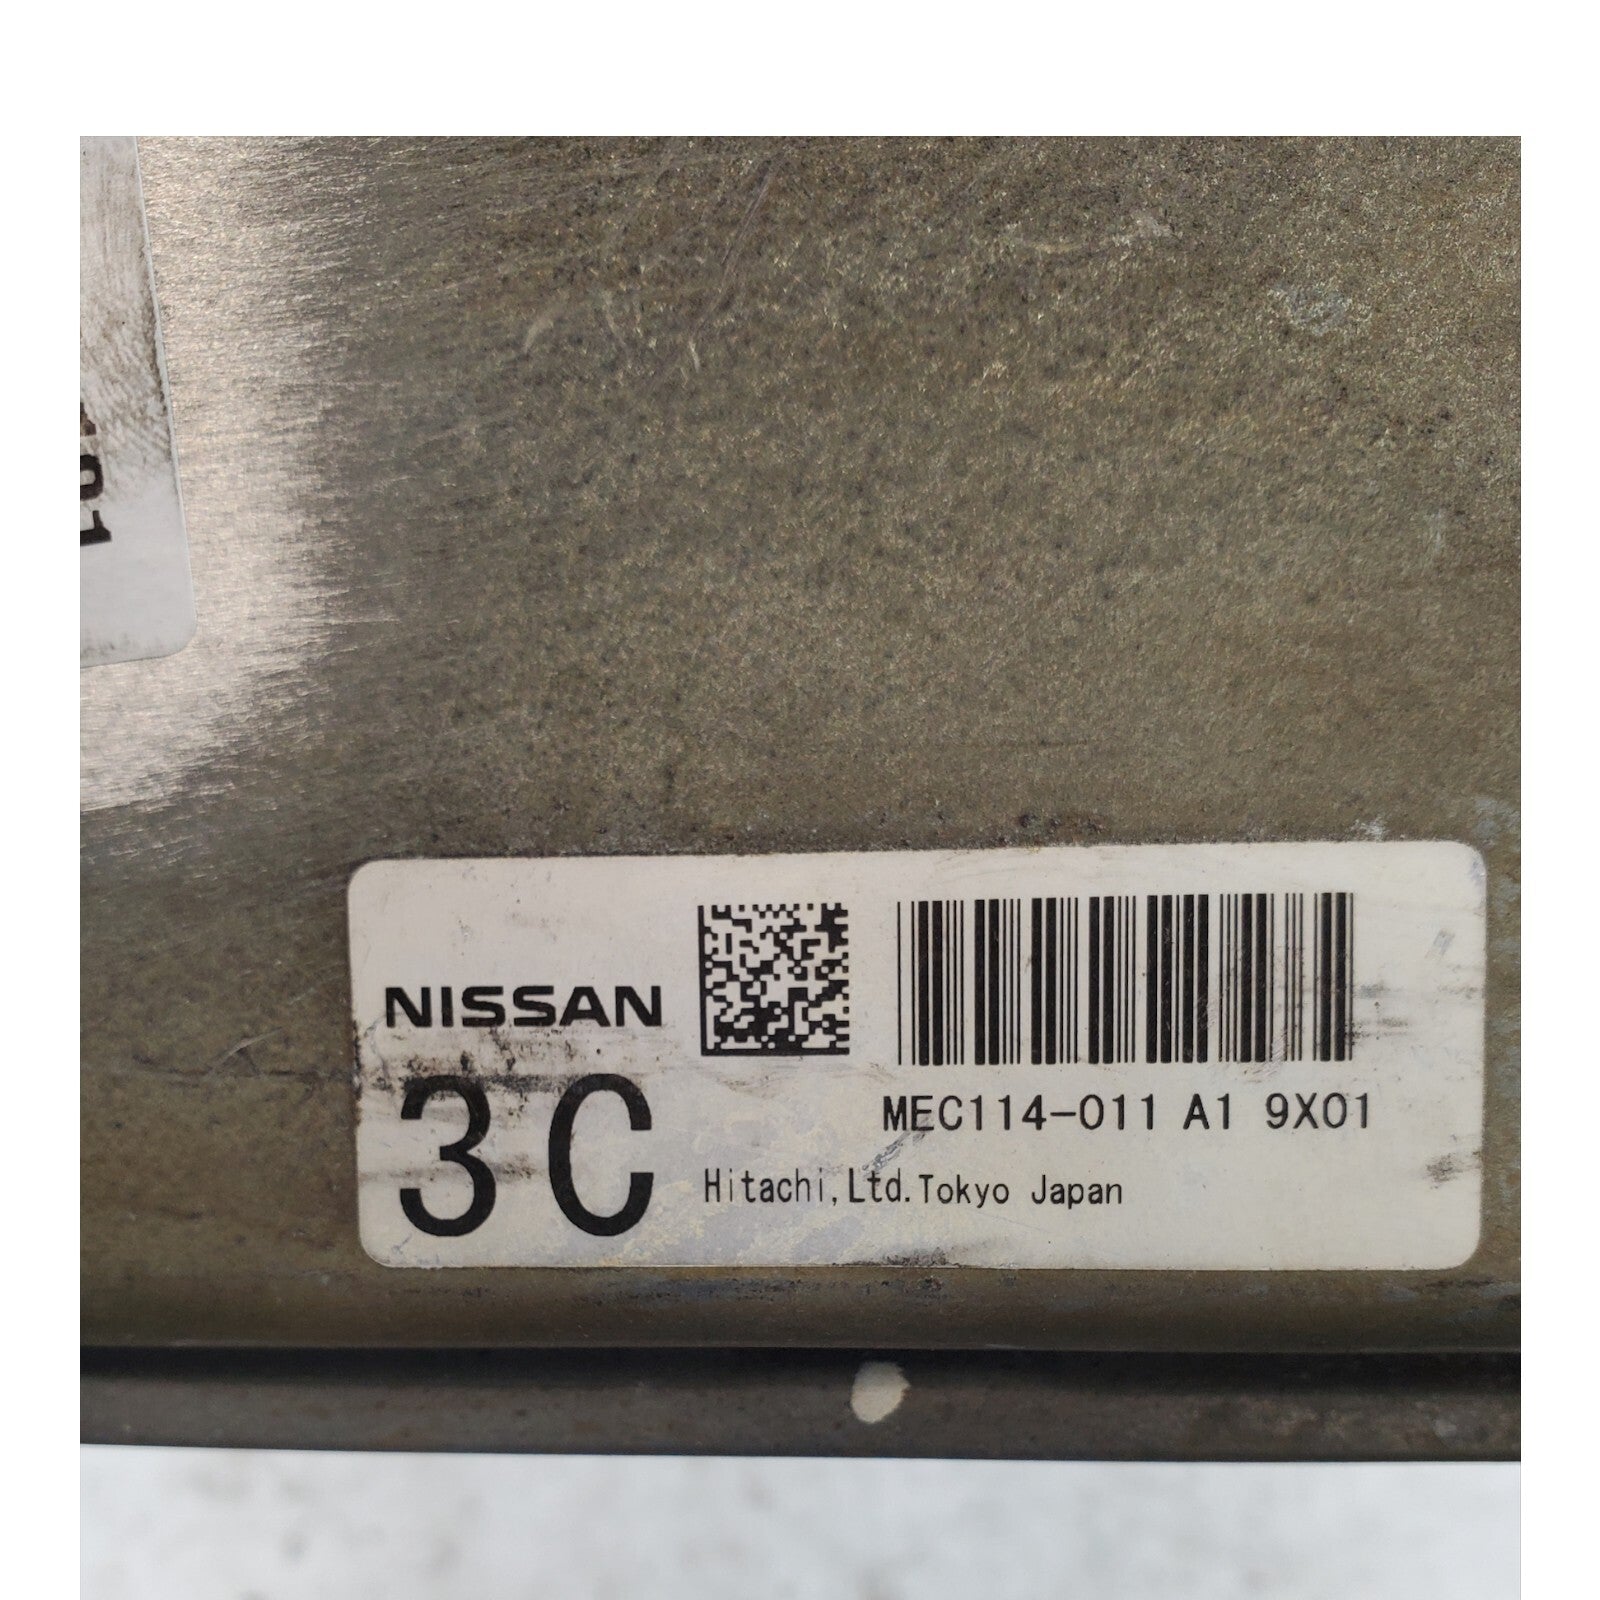 NISSAN
3C
MEC114-011 A1 9X01
Hitachi,Ltd.Tokyo Japan